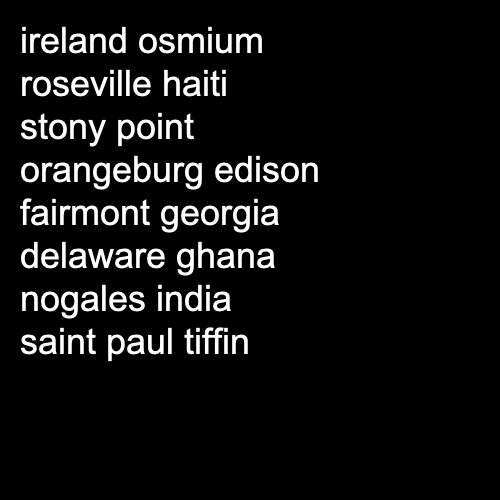 ireland osmium
roseville haiti
stony point
orangeburg edison
fairmont georgia
delaware ghana
nogales india
saint paul tiffin